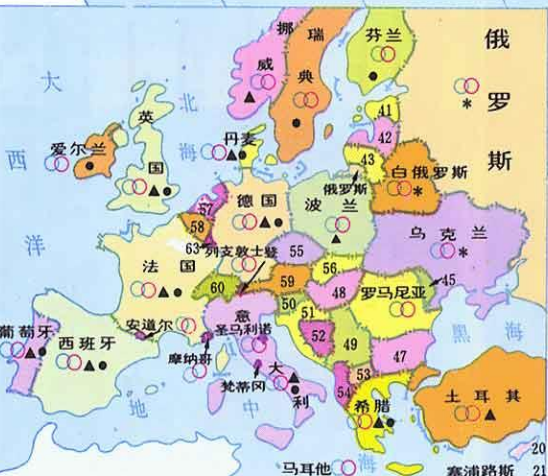 挪
瑞
芬兰
俄
威
典
罗
*
大
北
41
英
42
爱尔兰
丹麦
43
白俄罗斯
*
西
海
斯
国
俄罗斯
57
德国
波兰
乌克兰
*
58
洋
63
列支敦士登
55
法国
56
45
60
59
48
罗马尼亚
50
葡萄牙
安道尔
意
51
黑海
西班牙
圣马利诺
52
49
摩纳哥
大
47
53
土耳其
梵蒂冈
利
54
希腊
地
中
海
20
马耳他
塞浦路斯
21